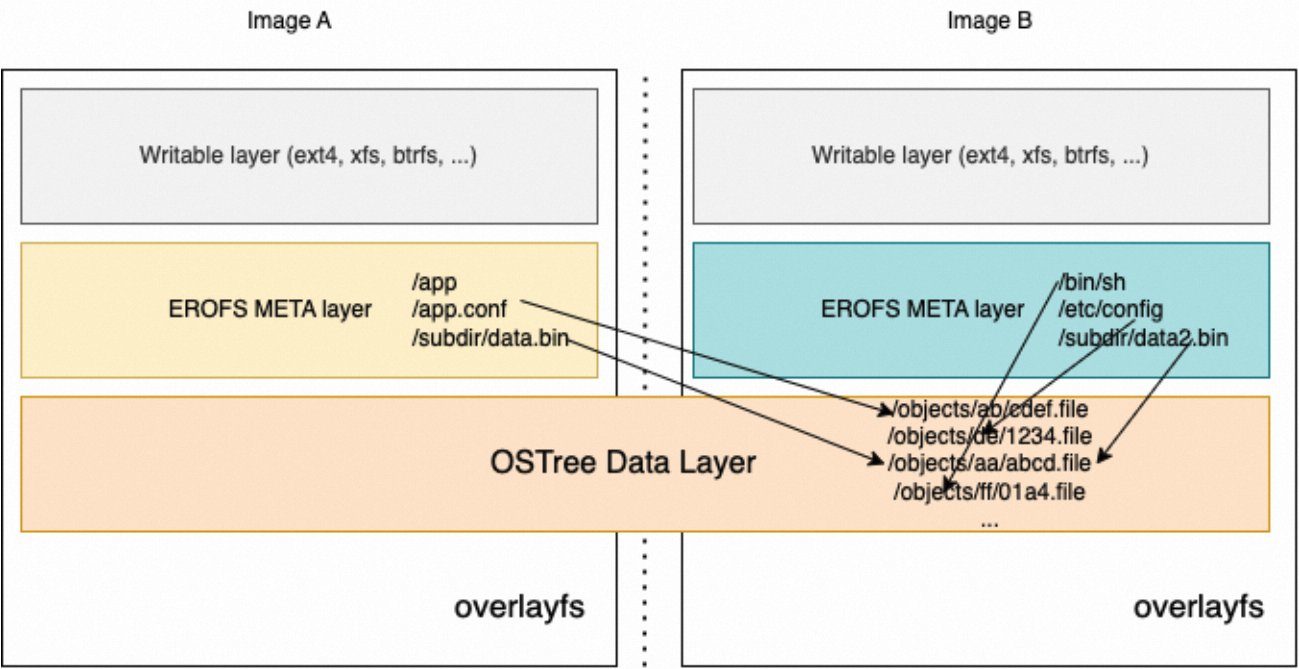 Image A
Image B
Writable layer (ext4, xfs, btrfs, ...)
Writable layer (ext4, xfs, btrfs, ...)
EROFS META layer
/app
/app.conf
/subdir/data.bin
EROFS META layer
/bin/sh
/etc/config
/subdir/data2.bin
OSTree Data Layer
/objects/ab/cdef.file
/objects/de/1234.file
/objects/aa/abcd.file
/objects/ff/01a4.file
...
overlayfs
overlayfs